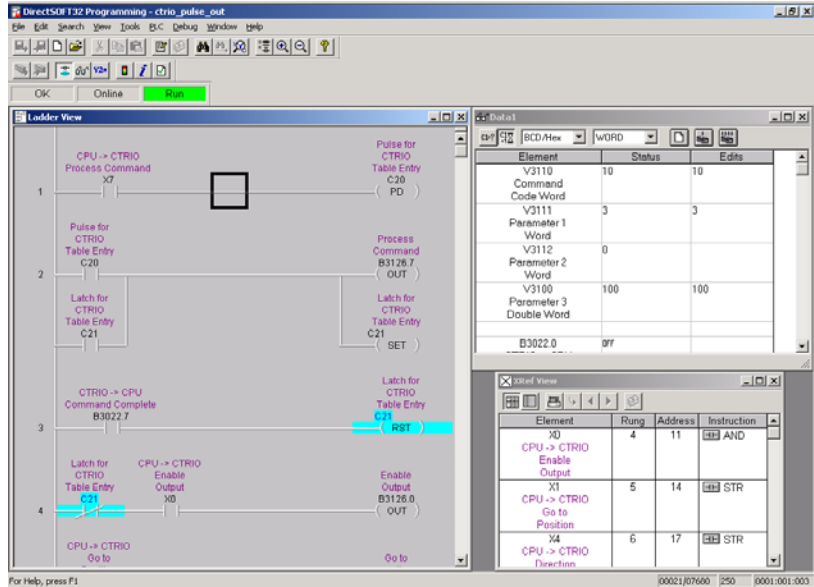 DirectSOFT32 Programming - ctrio_pulse_out
File Edit Search View Tools PLC Debug Window Help
OK Online Run
Ladder View
CPU -> CTRIO
Process Command
X7
Pulse for
CTRIO
Table Entry
C20
PD
1
Pulse for
CTRIO
Table Entry
C20
Process
Command
B3126.7
OUT
2
Latch for
CTRIO
Table Entry
C21
Latch for
CTRIO
Table Entry
C21
SET
CTRIO -> CPU
Command Complete
B3022.7
Latch for
CTRIO
Table Entry
C21
RST
3
Latch for
CTRIO
Table Entry
C21
CPU -> CTRIO
Enable
Output
X0
Enable
Output
B3126.0
OUT
4
CPU -> CTRIO
Go to
Go to
Data1
BCD/Hex WORD
Element Status Edits
V3110 10 10
Command
Code Word
V3111 3 3
Parameter 1
Word
V3112 0
Parameter 2
Word
V3100 100 100
Parameter 3
Double Word
B3022.0 OFF
XRef View
Element Rung Address Instruction
X0 4 11 AND
CPU -> CTRIO
Enable
Output
X1 5 14 STR
CPU -> CTRIO
Go to
Position
X4 6 17 STR
CPU -> CTRIO
Direction
For Help, press F1
00021/07680 250 0001:001:003